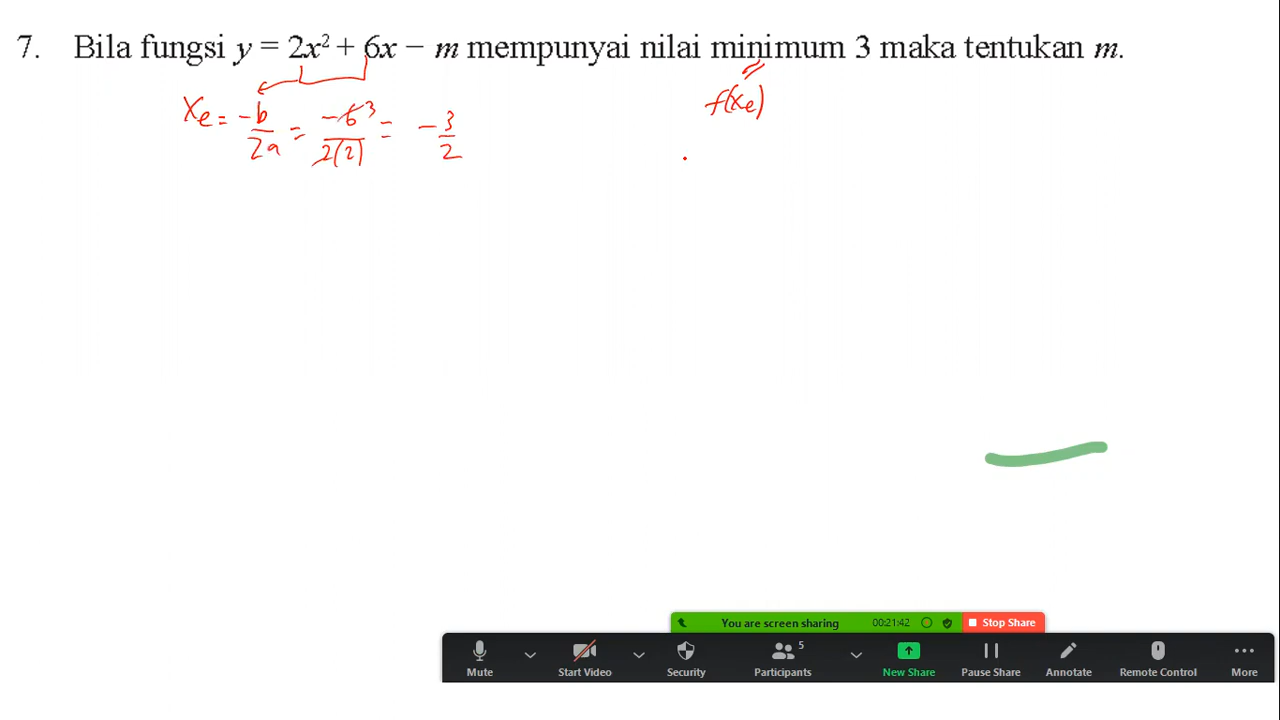 7. Bila fungsi y = 2x² + 6x − m mempunyai nilai minimum 3 maka tentukan m.
xe = -b/2a = -6³/2(2) = -3/2
f(xe)
You are screen sharing 00:21:42 Stop Share
5
Mute Start Video Security Participants New Share Pause Share Annotate Remote Control More